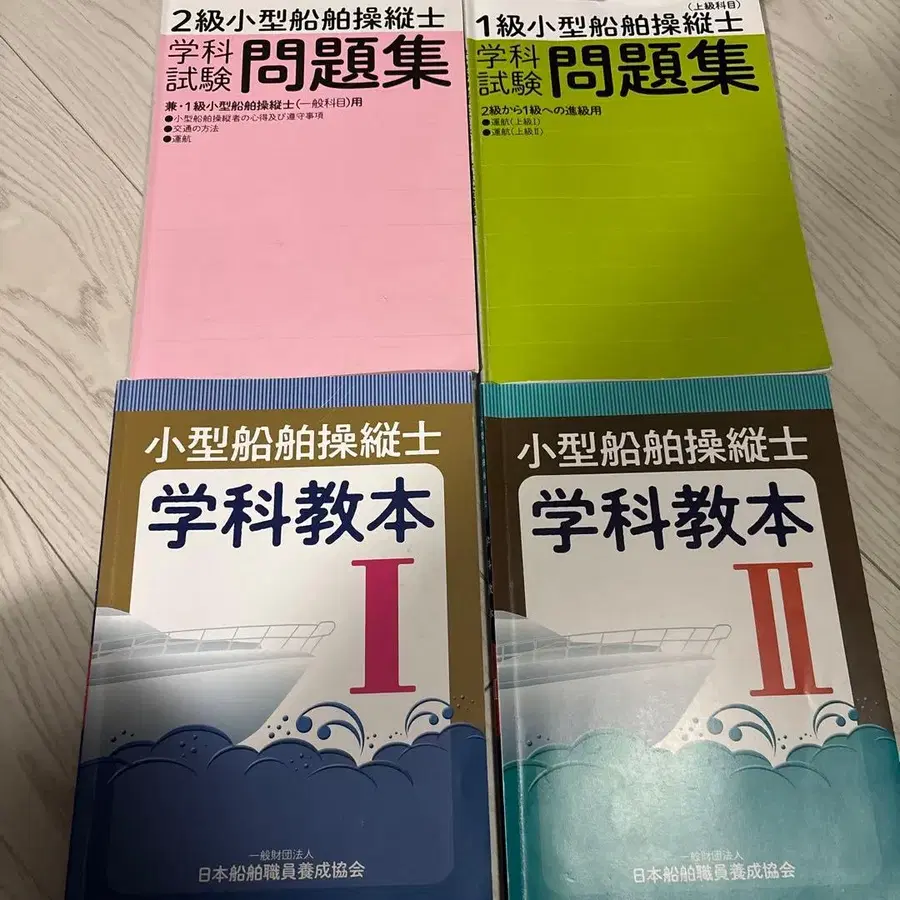 2級小型船舶操縦士
学科
試験
問題集
兼・1級小型船舶操縦士(一般科目)用
●小型船舶操縦者の心得及び遵守事項
●交通の方法
●運航
(上級科目)
1級小型船舶操縦士
学科
試験
問題集
2級から1級への進級用
●運航(上級Ⅰ)
●運航(上級Ⅱ)
小型船舶操縦士
学科教本
Ⅰ
一般財団法人
日本船舶職員養成協会
小型船舶操縦士
学科教本
Ⅱ
一般財団法人
日本船舶職員養成協会